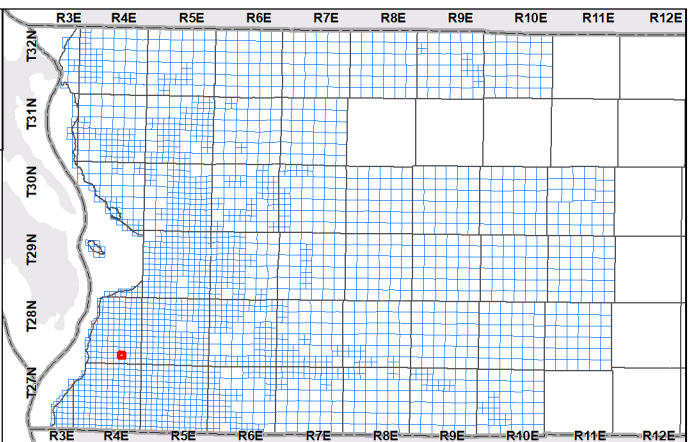 R3E R4E R5E R6E R7E R8E R9E R10E R11E R12E
T32N
T31N
T30N
T29N
T28N
T27N
R3E R4E R5E R6E R7E R8E R9E R10E R11E R12E